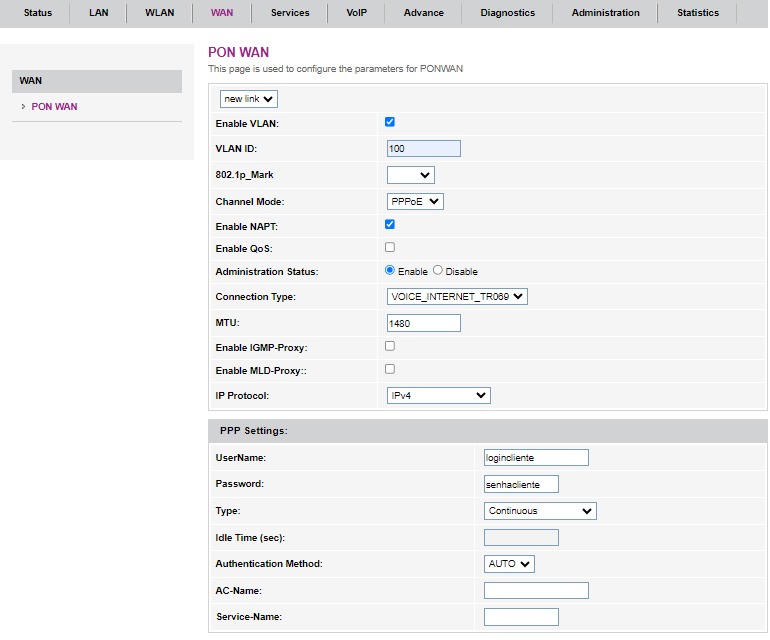 Status LAN WLAN WAN Services VoIP Advance Diagnostics Administration Statistics
WAN
> PON WAN
PON WAN
This page is used to configure the parameters for PONWAN
new link
Enable VLAN:
VLAN ID: 100
802.1p_Mark
Channel Mode: PPPoE
Enable NAPT:
Enable QoS:
Administration Status: Enable Disable
Connection Type: VOICE_INTERNET_TR069
MTU: 1480
Enable IGMP-Proxy:
Enable MLD-Proxy::
IP Protocol: IPv4
PPP Settings:
UserName: logincliente
Password: senhacliente
Type: Continuous
Idle Time (sec):
Authentication Method: AUTO
AC-Name:
Service-Name: